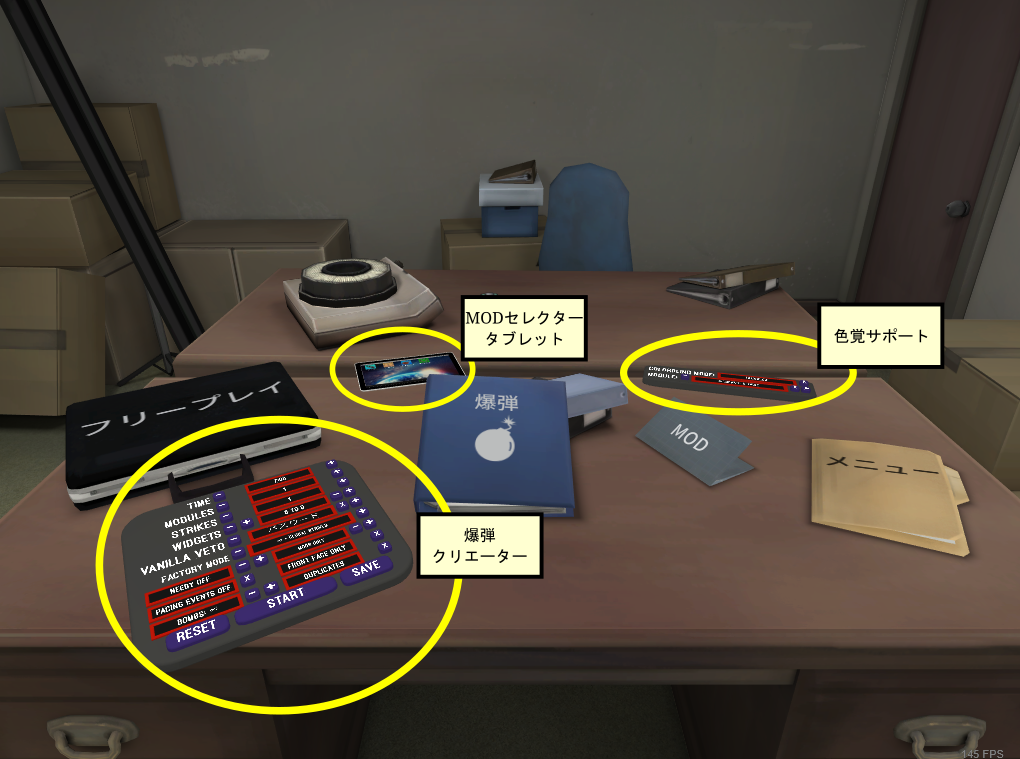 MODセレクター
タブレット
色覚サポート
フリープレイ
爆弾
MOD
メニュー
TIME
MODULES
STRIKES
WIDGETS
VANILLA VETO
FACTORY MODE
NEEDY OFF
PACING EVENTS OFF
MODS ONLY
FRONT FACE ONLY
DUPLICATES
RESET
START
SAVE
爆弾
クリエーター
145 FPS